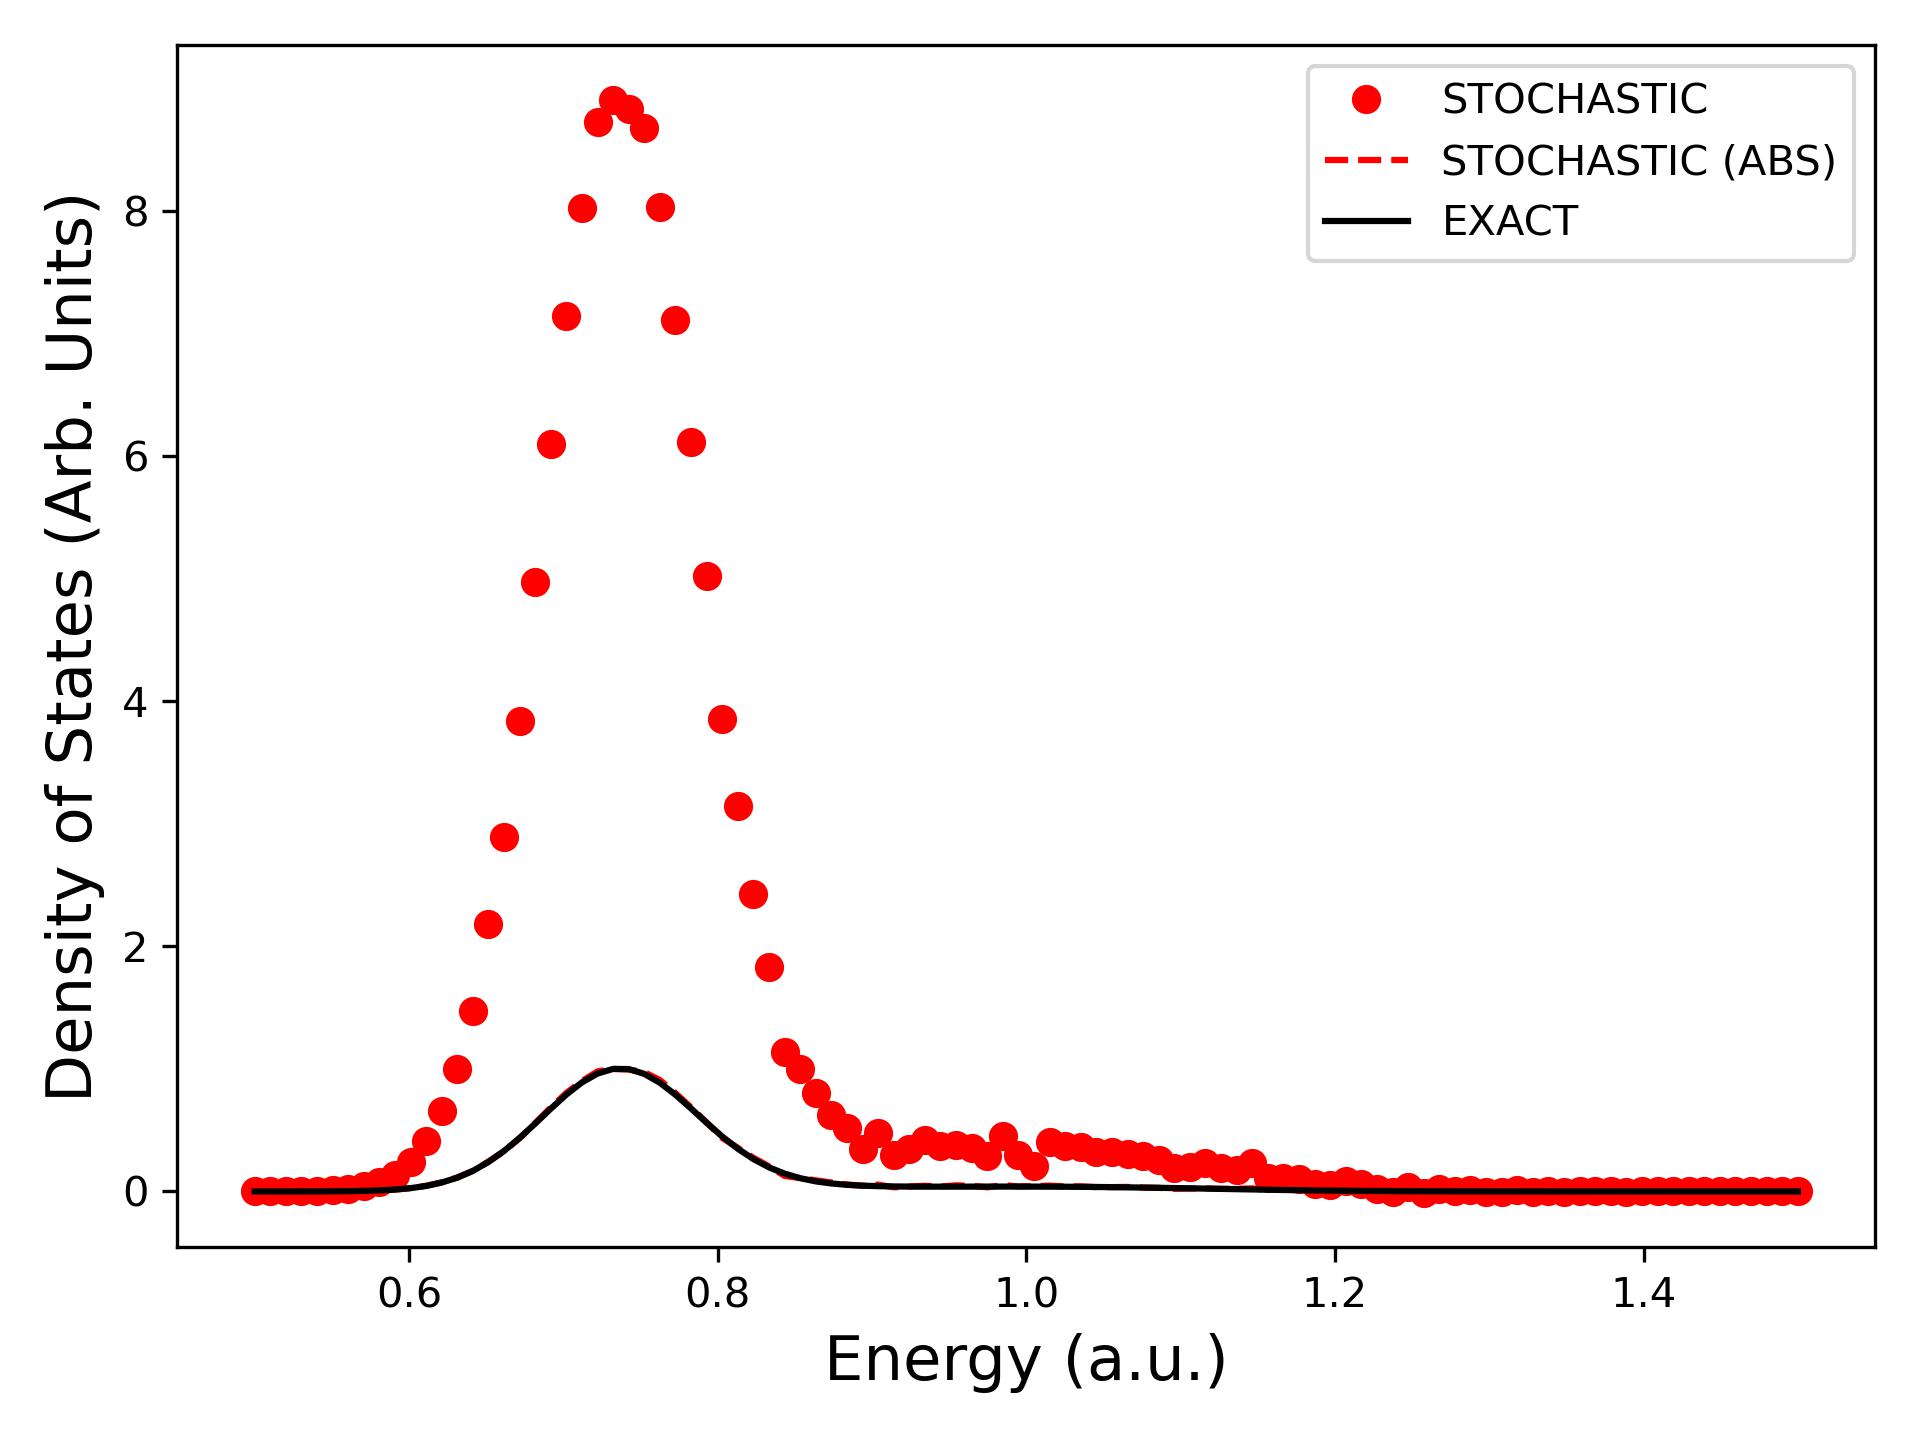 STOCHASTIC
STOCHASTIC (ABS)
EXACT
Density of States (Arb. Units)
8
6
4
2
0
0.6 0.8 1.0 1.2 1.4
Energy (a.u.)